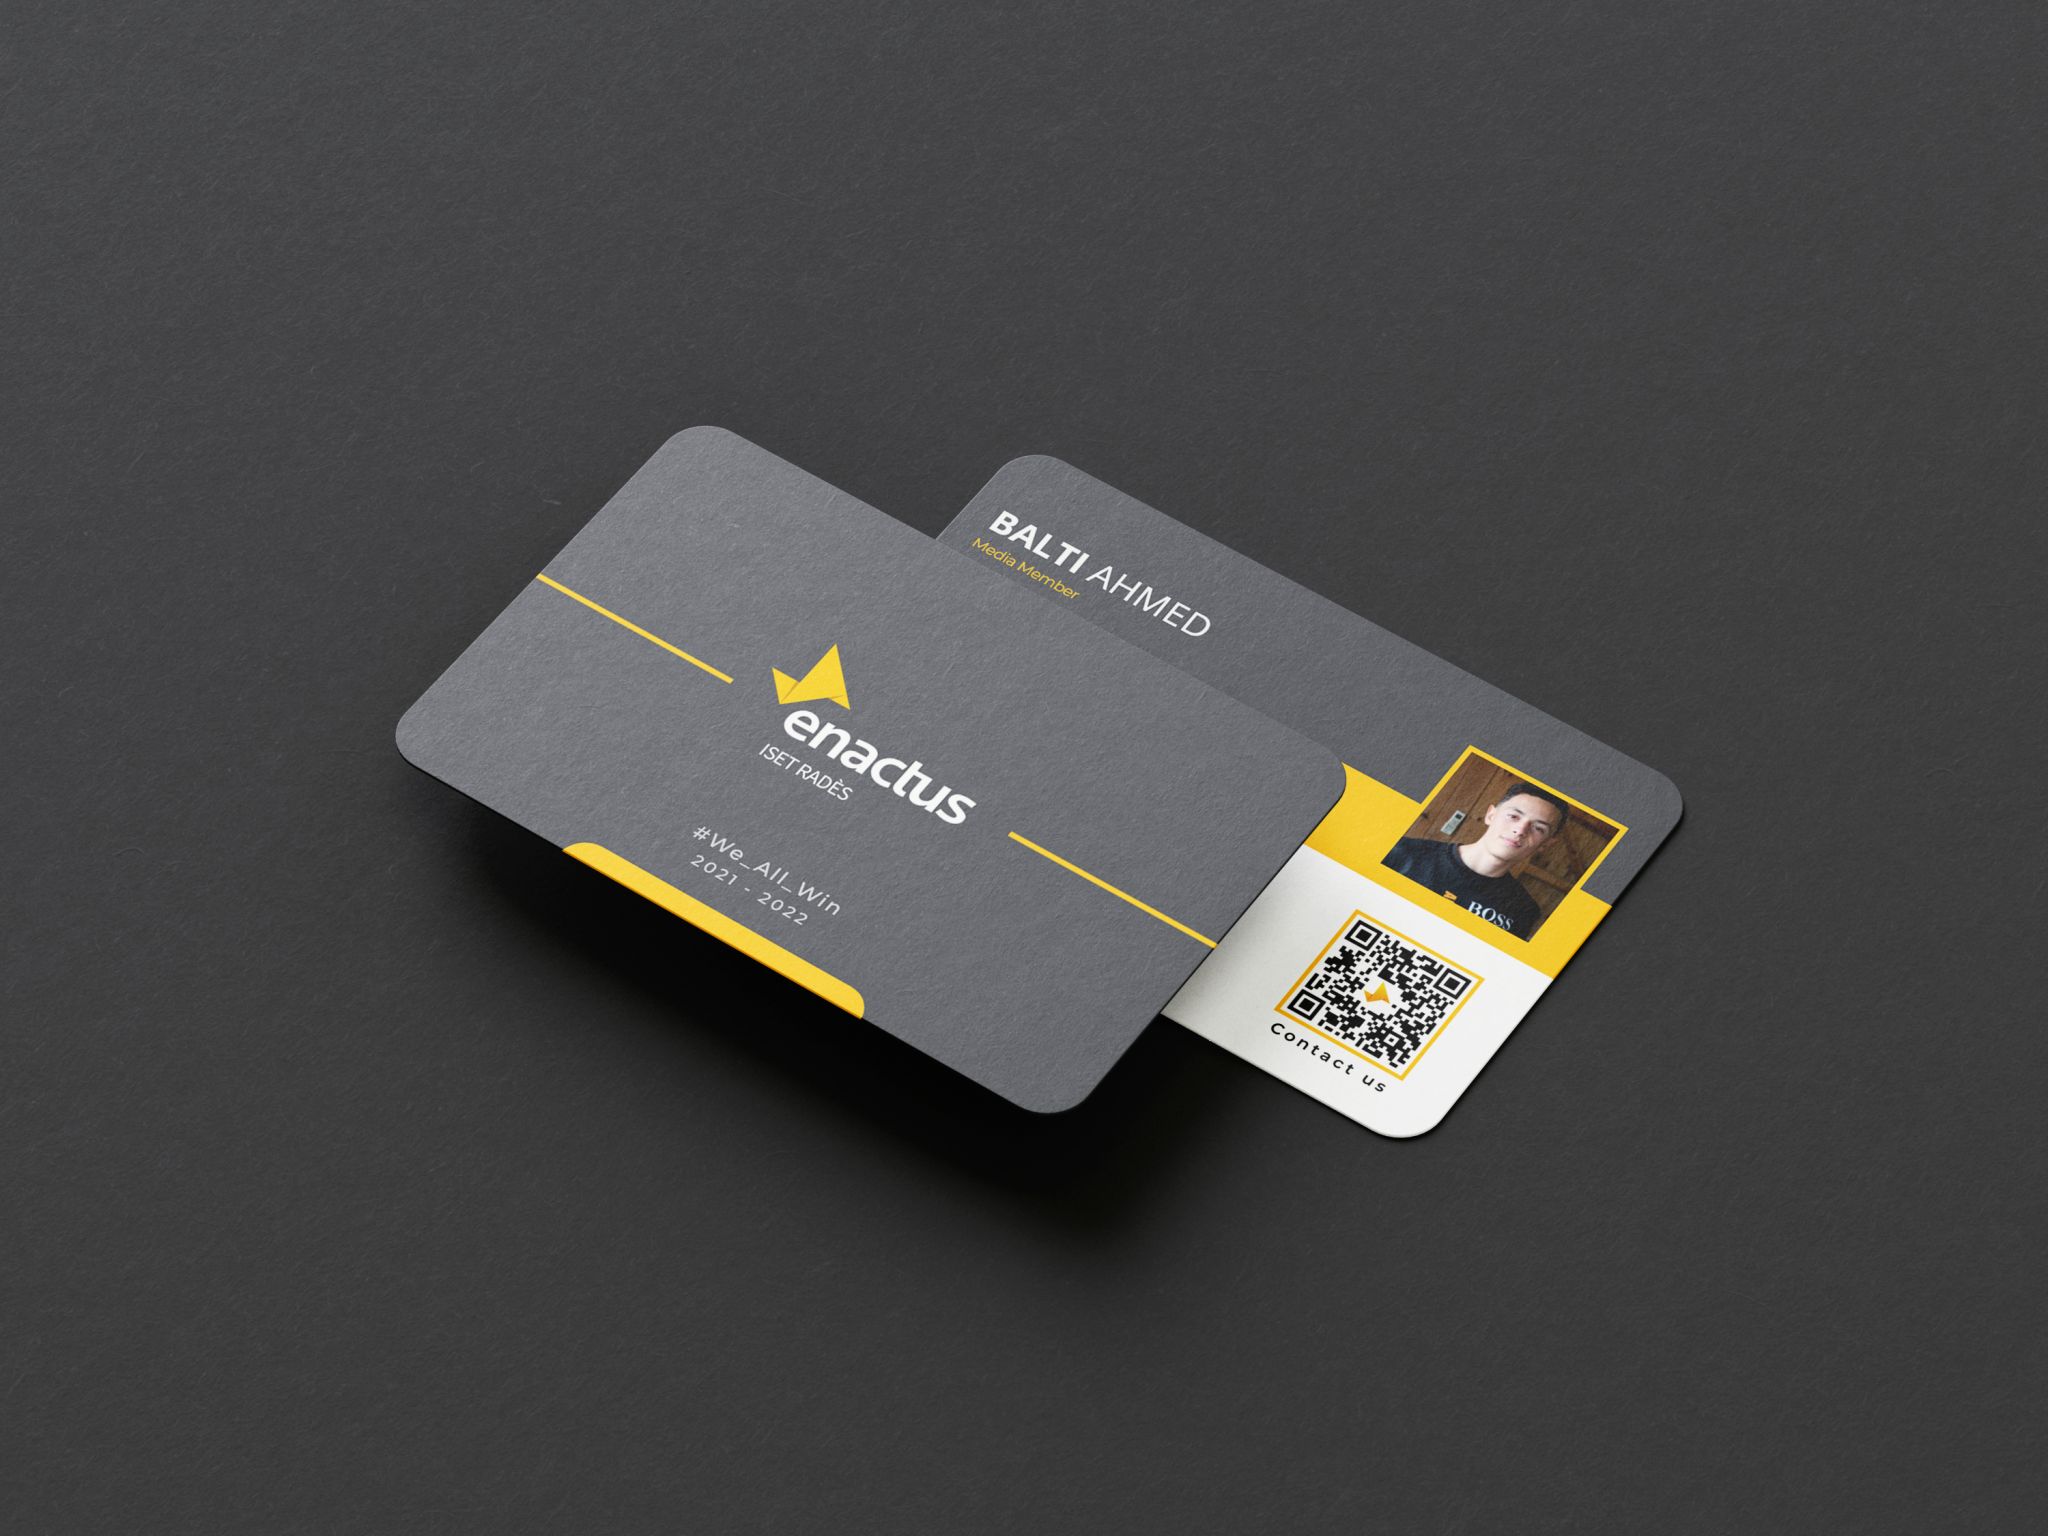 enactus
ISET RADÈS
#We_All_Win
2021 - 2022
BALTI AHMED
Media Member
BOSS
Contact us